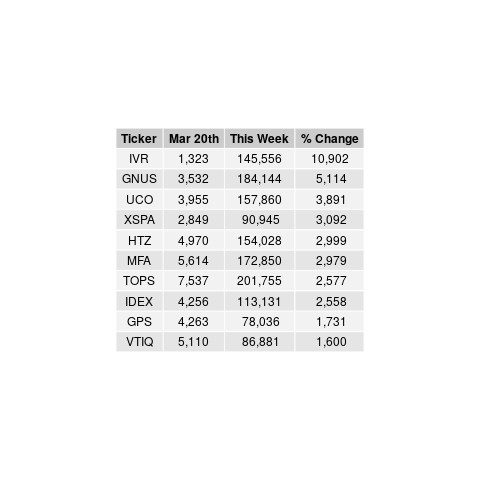 Ticker Mar 20th This Week % Change
IVR 1,323 145,556 10,902
GNUS 3,532 184,144 5,114
UCO 3,955 157,860 3,891
XSPA 2,849 90,945 3,092
HTZ 4,970 154,028 2,999
MFA 5,614 172,850 2,979
TOPS 7,537 201,755 2,577
IDEX 4,256 113,131 2,558
GPS 4,263 78,036 1,731
VTIQ 5,110 86,881 1,600